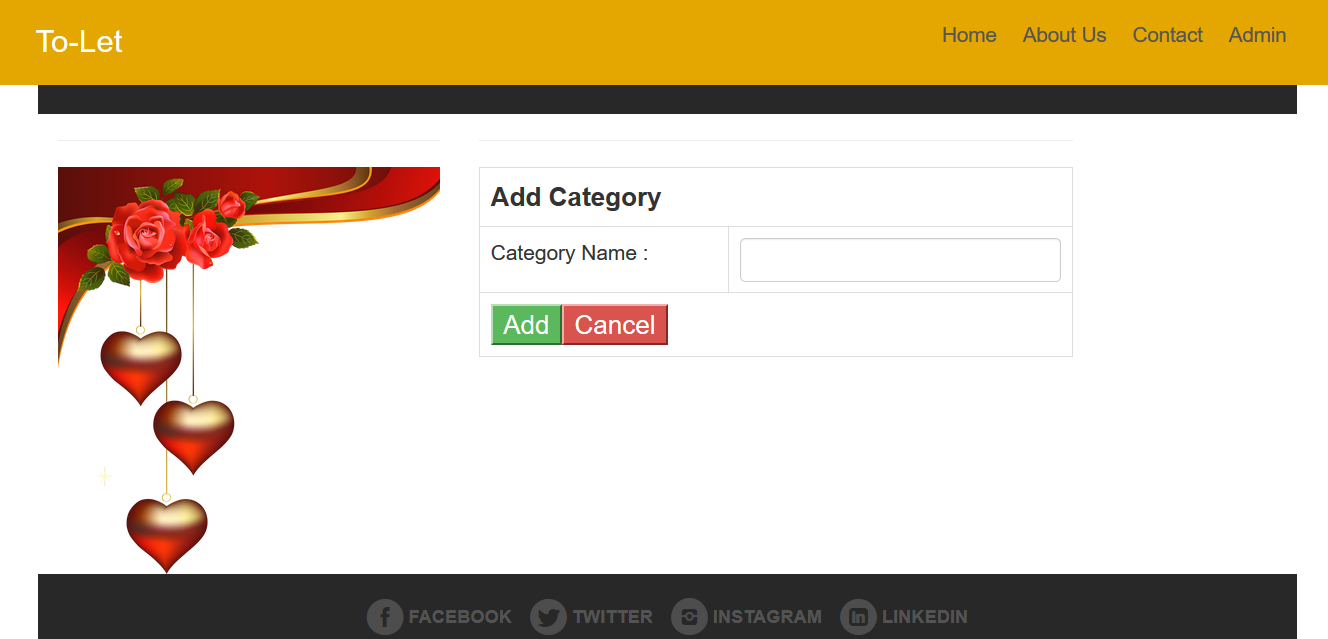 To-Let
Home About Us Contact Admin
Add Category
Category Name :
Add Cancel
FACEBOOK TWITTER INSTAGRAM LINKEDIN